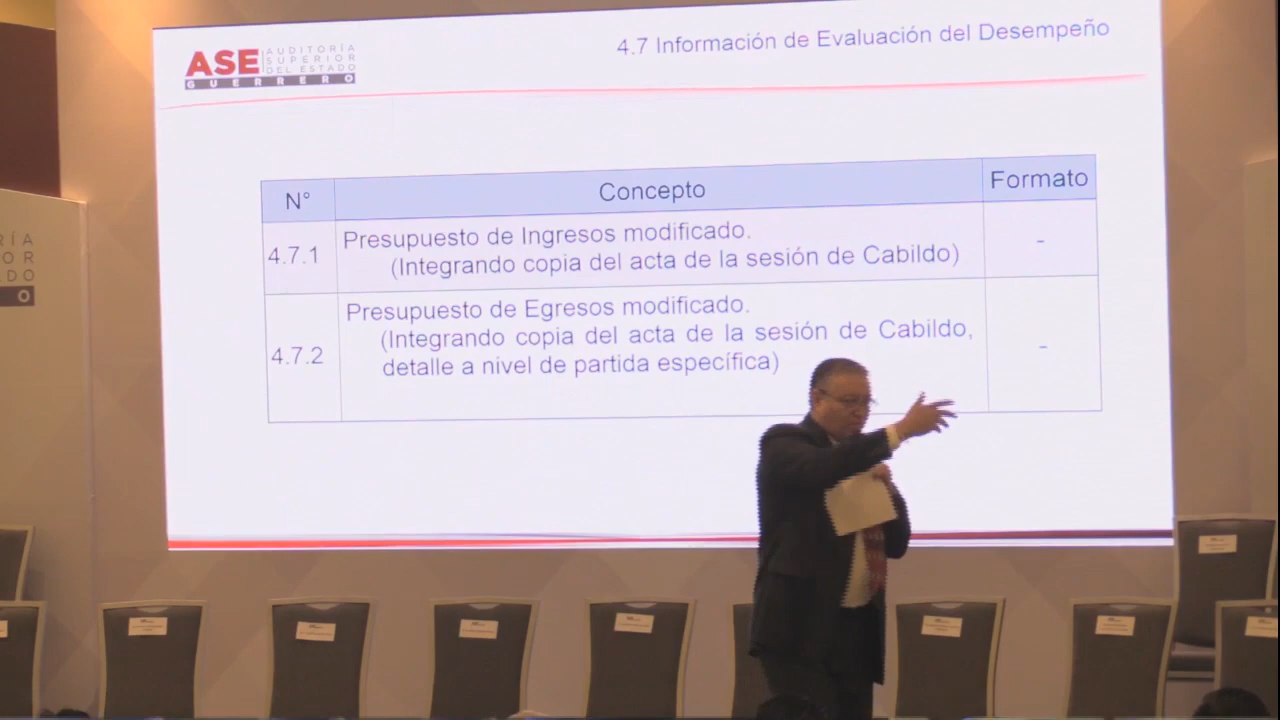 ASE AUDITORÍA
SUPERIOR
DEL ESTADO
GUERRERO
4.7 Información de Evaluación del Desempeño
N° Concepto Formato
4.7.1 Presupuesto de Ingresos modificado.
(Integrando copia del acta de la sesión de Cabildo) -
4.7.2 Presupuesto de Egresos modificado.
(Integrando copia del acta de la sesión de Cabildo,
detalle a nivel de partida específica) -
RÍA
OR
ADO
O